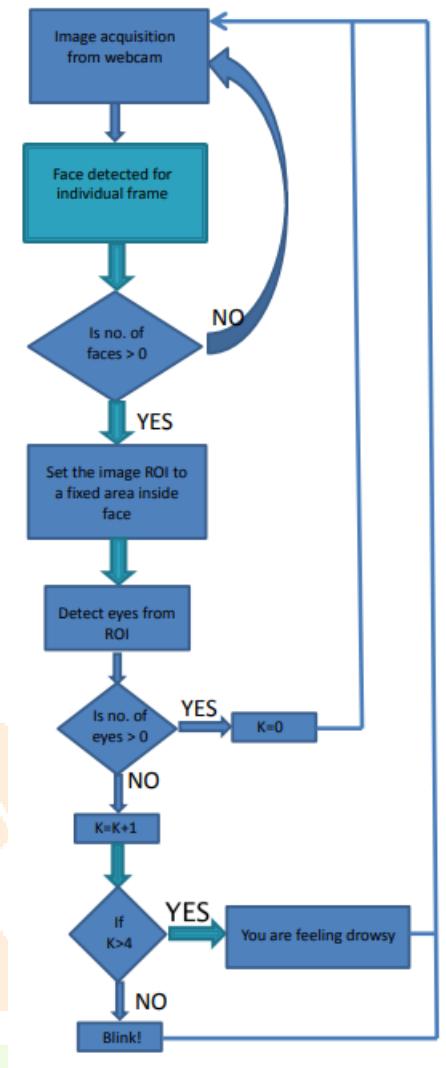 Image acquisition
from webcam
Face detected for
individual frame
Is no. of
faces > 0
NO
YES
Set the image ROI to
a fixed area inside
face
Detect eyes from
ROI
Is no. of
eyes > 0
YES
K=0
NO
K=K+1
If
K>4
YES
You are feeling drowsy
NO
Blink!